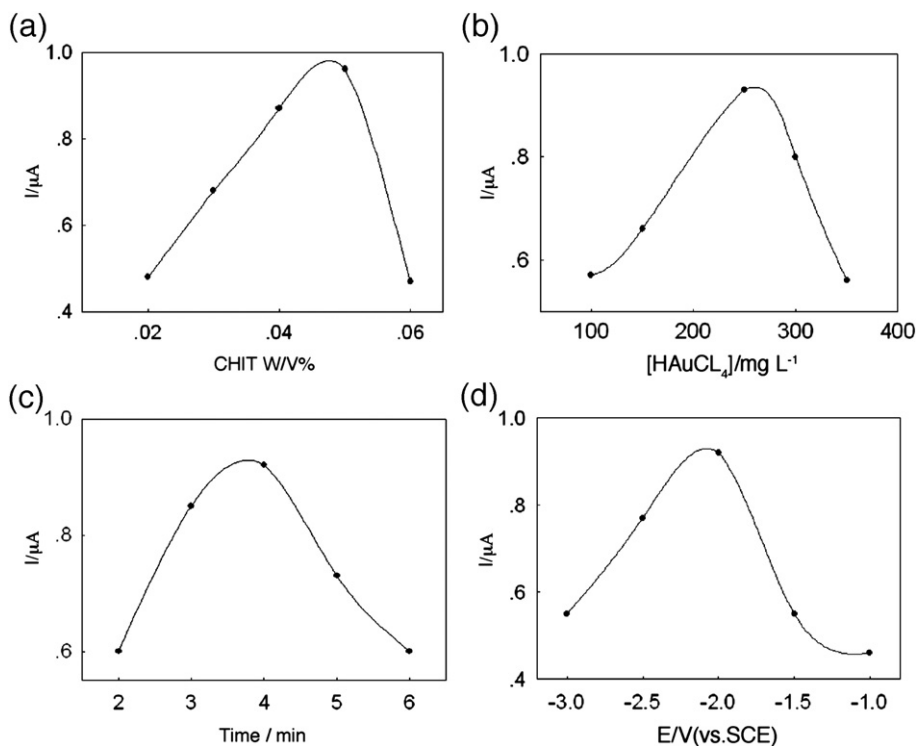 (a)
1.0
.8
.6
.4
I/µA
.02 .04 .06
CHIT W/V%
(b)
1.0
.8
.6
I/µA
100 200 300 400
[HAuCL₄]/mg L⁻¹
(c)
1.0
.8
.6
I/µA
2 3 4 5 6
Time / min
(d)
1.0
.8
.6
.4
I/µA
-3.0 -2.5 -2.0 -1.5 -1.0
E/V(vs.SCE)